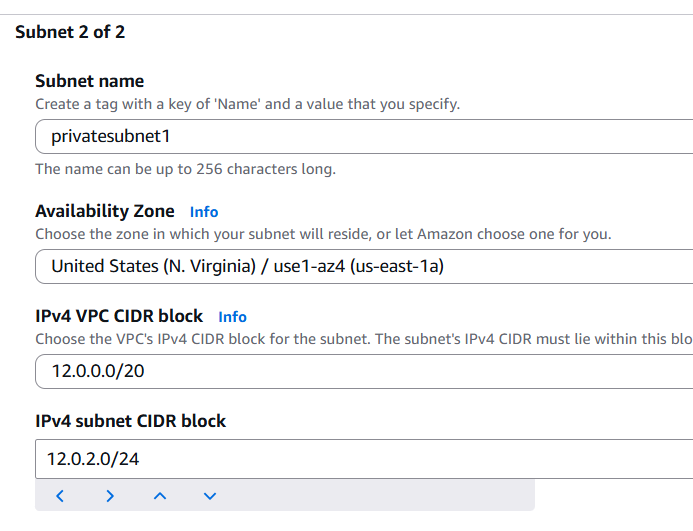 Subnet 2 of 2
Subnet name
Create a tag with a key of 'Name' and a value that you specify.
privatesubnet1
The name can be up to 256 characters long.
Availability Zone Info
Choose the zone in which your subnet will reside, or let Amazon choose one for you.
United States (N. Virginia) / use1-az4 (us-east-1a)
IPv4 VPC CIDR block Info
Choose the VPC's IPv4 CIDR block for the subnet. The subnet's IPv4 CIDR must lie within this blo
12.0.0.0/20
IPv4 subnet CIDR block
12.0.2.0/24